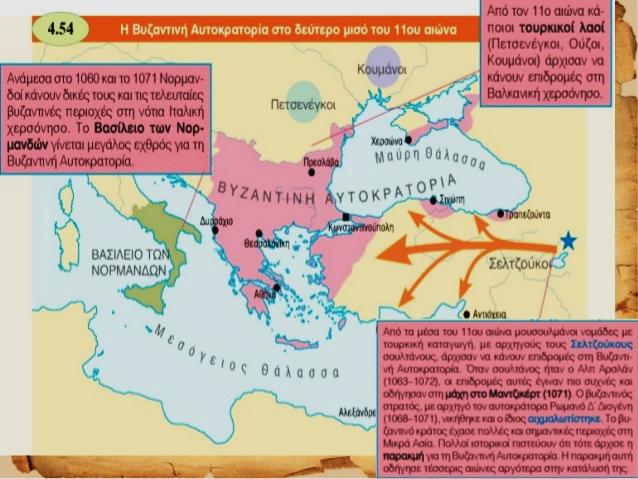 4.54
Η Βυζαντινή Αυτοκρατορία στο δεύτερο μισό του 11ου αιώνα
Από τον 11ο αιώνα κά-
ποιοι τουρκικοί λαοί
(Πετσενέγκοι, Ούζοι,
Κουμάνοι) άρχισαν να
κάνουν επιδρομές στη
Βαλκανική χερσόνησο.
Ανάμεσα στο 1060 και το 1071 Νορμαν-
δοί κάνουν δικές τους και τις τελευταίες
βυζαντινές περιοχές στη νότια Ιταλική
χερσόνησο. Το Βασίλειο των Νορ-
μανδών γίνεται μεγάλος εχθρός για τη
Βυζαντινή Αυτοκρατορία.
Κουμάνοι
Πετσενέγκοι
Χερσώνα
Μαύρη Θάλασσα
Πρεσλάβα
ΒΥΖΑΝΤΙΝΗ ΑΥΤΟΚΡΑΤΟΡΙΑ
Σινώπη
Τραπεζούντα
Δυρράχιο
Κωνσταντινούπολη
Θεσσαλονίκη
ΒΑΣΙΛΕΙΟ ΤΩΝ
ΝΟΡΜΑΝΔΩΝ
Σελτζούκοι
Αθήνα
Αντιόχεια
Μεσόγειος Θάλασσα
Αλεξάνδρε
Από τα μέσα του 11ου αιώνα μουσουλμάνοι νομάδες με
τουρκική καταγωγή, με αρχηγούς τους Σελτζούκους
σουλτάνους, άρχισαν να κάνουν επιδρομές στη Βυζαντι-
νή Αυτοκρατορία. Όταν σουλτάνος ήταν ο Αλπ Αρσλάν
(1063–1072), οι επιδρομές αυτές έγιναν πιο συχνές και
οδήγησαν στη μάχη στο Μαντζικέρτ (1071). Ο βυζαντινός
στρατός, με αρχηγό τον αυτοκράτορα Ρωμανό Δ΄ Διογένη
(1068–1071), νικήθηκε και ο ίδιος αιχμαλωτίστηκε. Το βυ-
ζαντινό κράτος έχασε πολλές και σημαντικές περιοχές στη
Μικρά Ασία. Πολλοί ιστορικοί πιστεύουν ότι τότε άρχισε η
παρακμή για τη Βυζαντινή Αυτοκρατορία. Η παρακμή αυτή
οδήγησε τέσσερις αιώνες αργότερα στην κατάλυσή της.